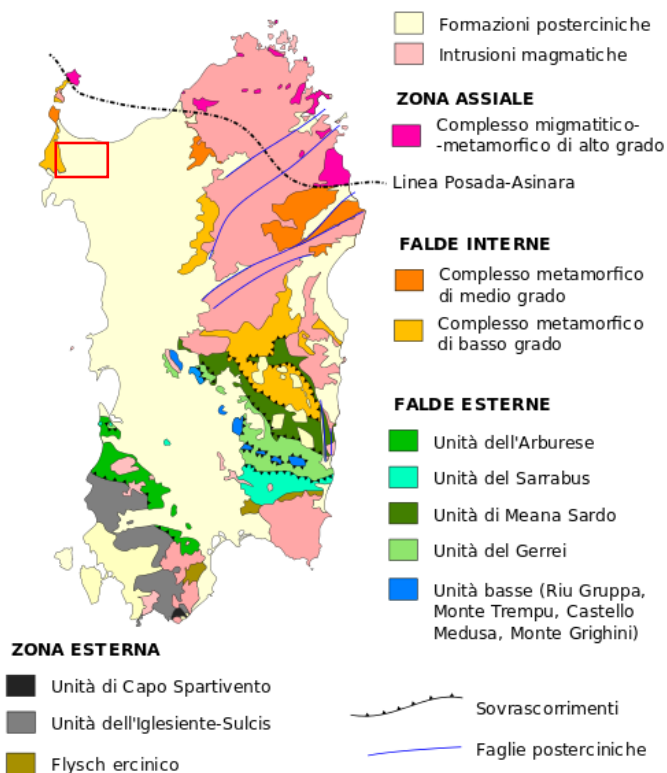 Formazioni posterciniche
Intrusioni magmatiche
ZONA ASSIALE
Complesso migmatitico-
-metamorfico di alto grado
Linea Posada-Asinara
FALDE INTERNE
Complesso metamorfico
di medio grado
Complesso metamorfico
di basso grado
FALDE ESTERNE
Unità dell'Arburese
Unità del Sarrabus
Unità di Meana Sardo
Unità del Gerrei
Unità basse (Riu Gruppa,
Monte Trempu, Castello
Medusa, Monte Grighini)
ZONA ESTERNA
Unità di Capo Spartivento
Unità dell'Iglesiente-Sulcis
Flysch ercinico
Sovrascorrimenti
Faglie posterciniche